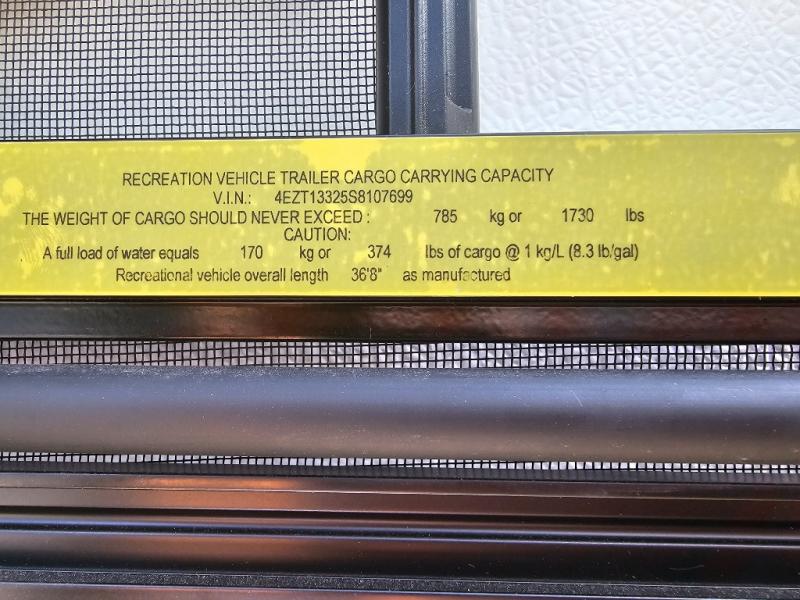 RECREATION VEHICLE TRAILER CARGO CARRYING CAPACITY
V.I.N.: 4EZT13325S8107699
THE WEIGHT OF CARGO SHOULD NEVER EXCEED : 785 kg or 1730 lbs
CAUTION:
A full load of water equals 170 kg or 374 lbs of cargo @ 1 kg/L (8.3 lb/gal)
Recreational vehicle overall length 36'8" as manufactured